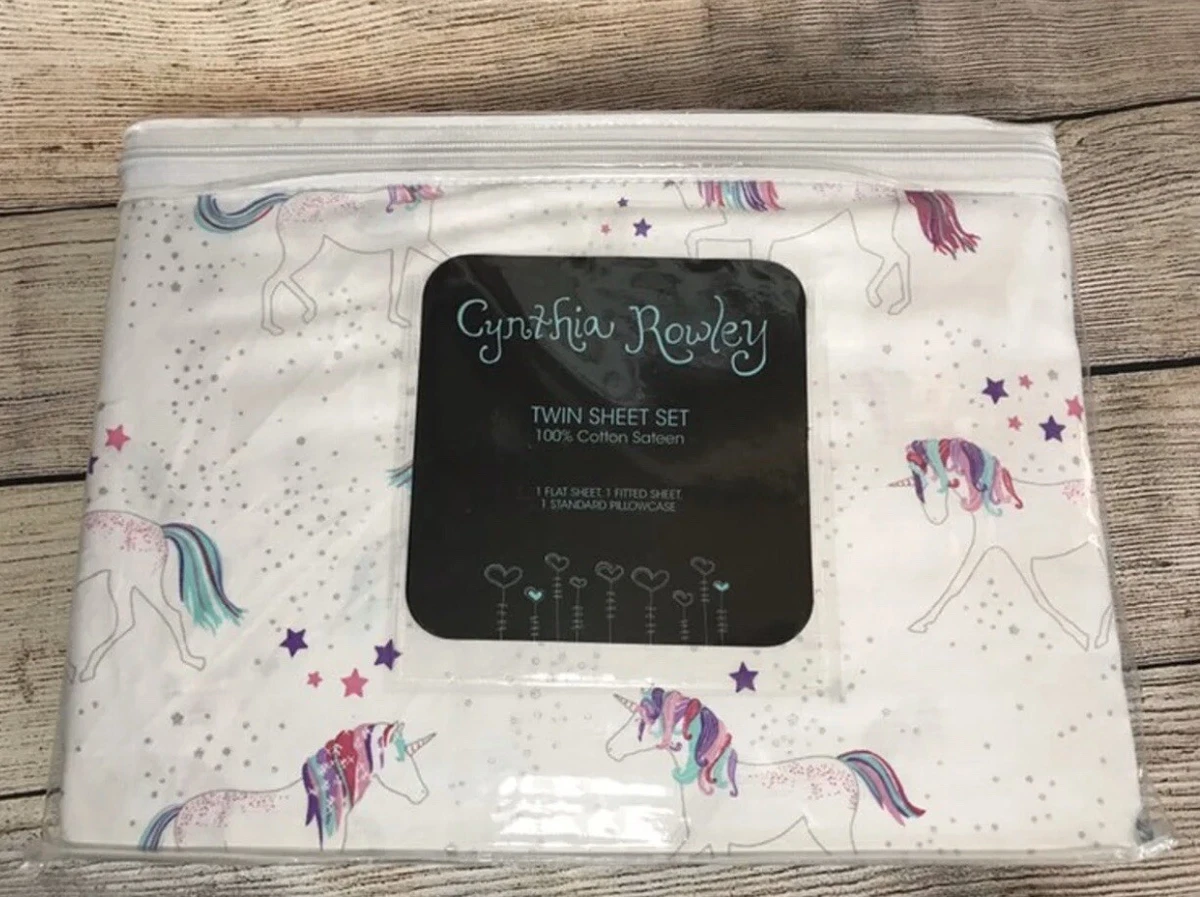 Cynthia Rowley
TWIN SHEET SET
100% Cotton Sateen
1 FLAT SHEET, 1 FITTED SHEET,
1 STANDARD PILLOWCASE